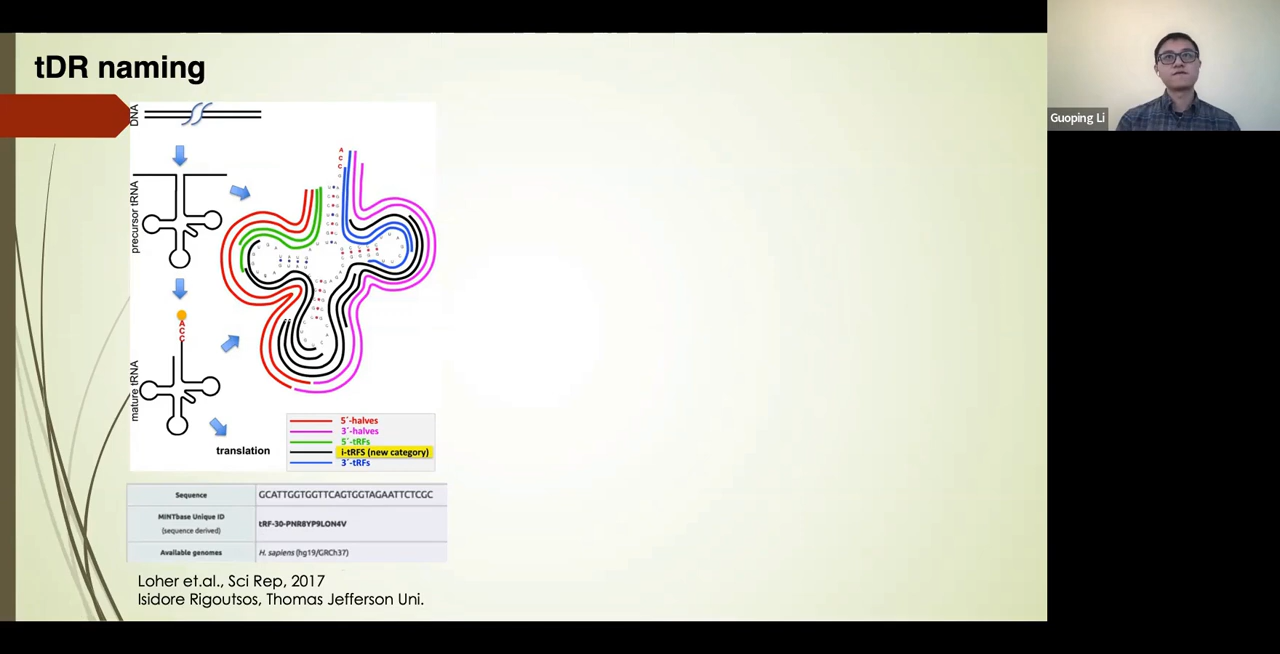 tDR naming
Guoping Li
DNA
precursor tRNA
A
C
C
A
C
C
mature tRNA
translation
5´-halves
3´-halves
5´-tRFs
i-tRFS (new category)
3´-tRFs
Sequence GCATTGGTGGTTCAGTGGTAGAATTCTCGC
MINTbase Unique ID
(sequence derived) tRF-30-PNR8YP9LON4V
Available genomes H. sapiens (hg19/GRCh37)
Loher et.al., Sci Rep, 2017
Isidore Rigoutsos, Thomas Jefferson Uni.